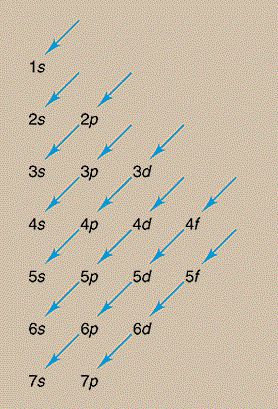 1s
2s 2p
3s 3p 3d
4s 4p 4d 4f
5s 5p 5d 5f
6s 6p 6d
7s 7p